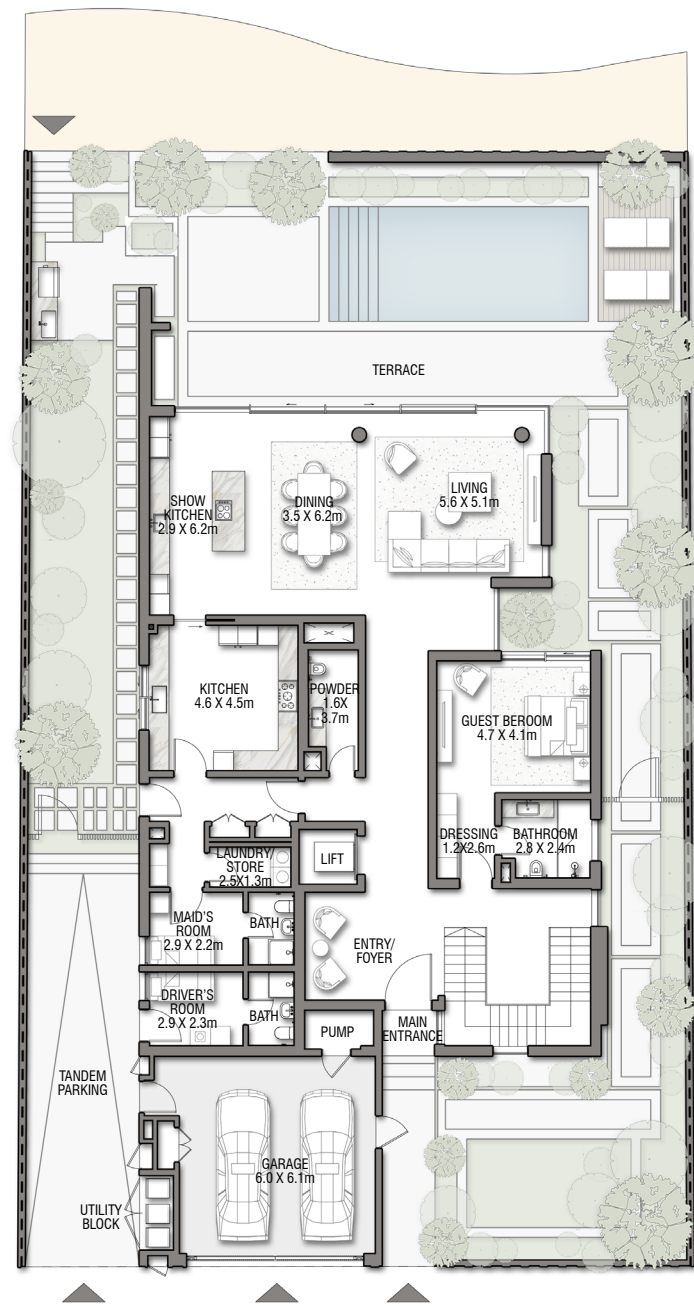 TERRACE
SHOW
KITCHEN
2.9 X 6.2m
DINING
3.5 X 6.2m
LIVING
5.6 X 5.1m
KITCHEN
4.6 X 4.5m
POWDER
1.6X
3.7m
GUEST BEROOM
4.7 X 4.1m
DRESSING
1.2X2.6m
BATHROOM
2.8 X 2.4m
LAUNDRY/
STORE
2.5X1.3m
LIFT
MAID'S
ROOM
2.9 X 2.2m
BATH
ENTRY/
FOYER
DRIVER'S
ROOM
2.9 X 2.3m
BATH
PUMP
MAIN
ENTRANCE
TANDEM
PARKING
GARAGE
6.0 X 6.1m
UTILITY
BLOCK